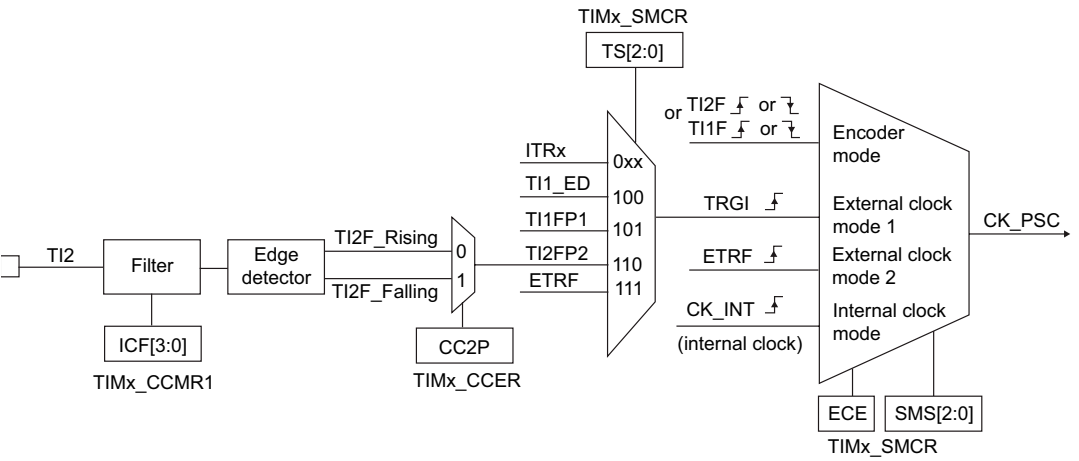 TIMx_SMCR
TS[2:0]
or TI2F or
TI1F or
Encoder
mode
ITRx
0xx
TI1_ED
100
TI1FP1
101
TI2FP2
110
ETRF
111
TRGI
External clock
mode 1
CK_PSC
ETRF
External clock
mode 2
CK_INT
(internal clock)
Internal clock
mode
TI2
Filter
Edge
detector
TI2F_Rising
0
TI2F_Falling
1
ICF[3:0]
TIMx_CCMR1
CC2P
TIMx_CCER
ECE
SMS[2:0]
TIMx_SMCR